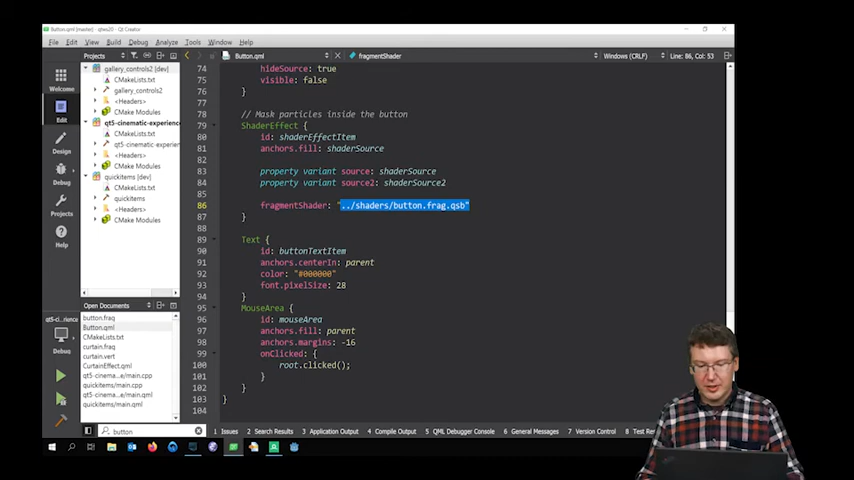 Button.qml [master] - qtws20 - Qt Creator
File Edit View Build Debug Analyze Tools Window Help
Projects
Button.qml
fragmentShader
Windows (CRLF)
Line: 86, Col: 53
Welcome
Edit
Design
Debug
Projects
Help
gallery_controls2 [dev]
CMakeLists.txt
gallery_controls2
<Headers>
CMake Modules
qt5-cinematic-experience
CMakeLists.txt
qt5-cinematic-experien
<Headers>
CMake Modules
quickitems [dev]
CMakeLists.txt
quickitems
<Headers>
CMake Modules
74 hideSource: true
75 visible: false
76 }
77
78 // Mask particles inside the button
79 ShaderEffect {
80 id: shaderEffectItem
81 anchors.fill: shaderSource
82
83 property variant source: shaderSource
84 property variant source2: shaderSource2
85
86 fragmentShader: "../shaders/button.frag.qsb"
87 }
88
89 Text {
90 id: buttonTextItem
91 anchors.centerIn: parent
92 color: "#000000"
93 font.pixelSize: 28
94 }
95 MouseArea {
96 id: mouseArea
97 anchors.fill: parent
98 anchors.margins: -16
99 onClicked: {
100 root.clicked();
101 }
102 }
103 }
104
Open Documents
button.frag
Button.qml
CMakeLists.txt
curtain.frag
curtain.vert
CurtainEffect.qml
qt5-cinema...e/main.cpp
quickitems/main.cpp
qt5-cinema...e/main.qml
quickitems/main.qml
qt5-ci...rience
Debug
button
1 Issues
2 Search Results
3 Application Output
4 Compile Output
5 QML Debugger Console
6 General Messages
7 Version Control
8 Test Res